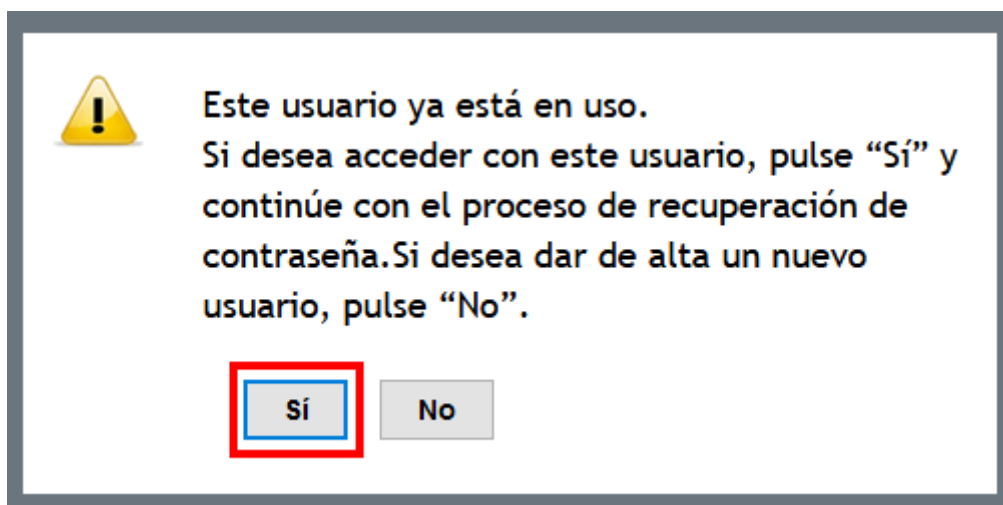 Este usuario ya está en uso.
Si desea acceder con este usuario, pulse “Sí” y
continúe con el proceso de recuperación de
contraseña.Si desea dar de alta un nuevo
usuario, pulse “No”.
Sí No